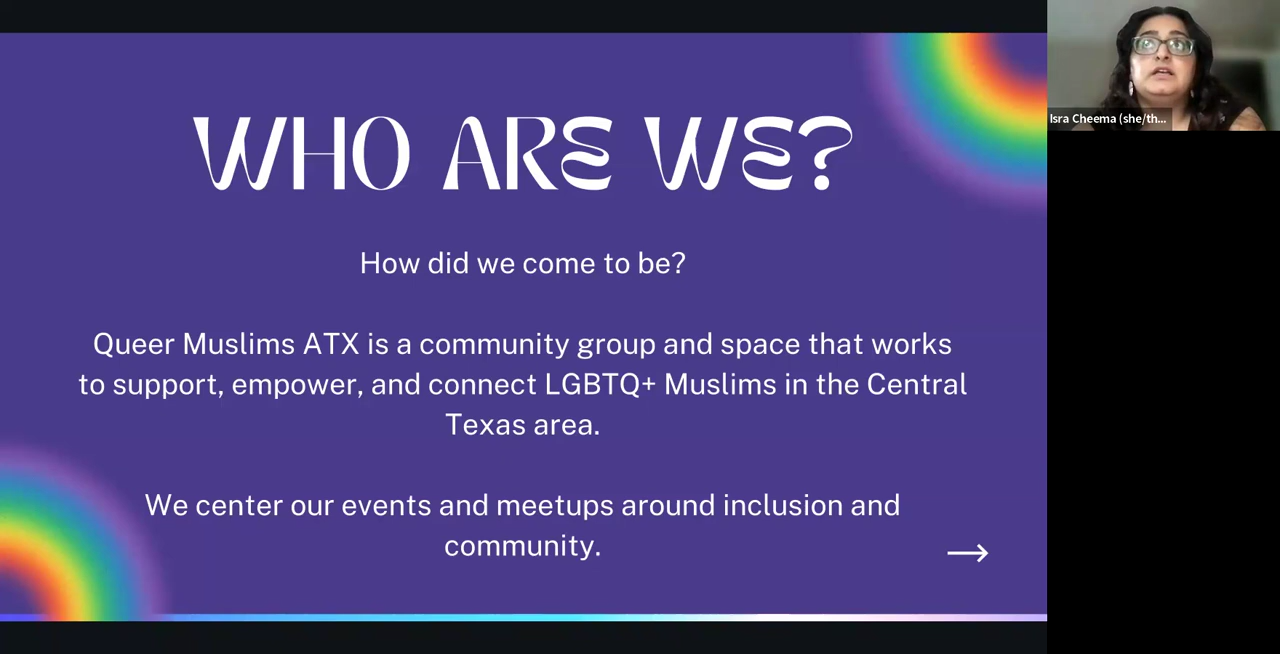 WHO ARE WE?
How did we come to be?
Queer Muslims ATX is a community group and space that works
to support, empower, and connect LGBTQ+ Muslims in the Central
Texas area.
We center our events and meetups around inclusion and
community.
Isra Cheema (she/th...